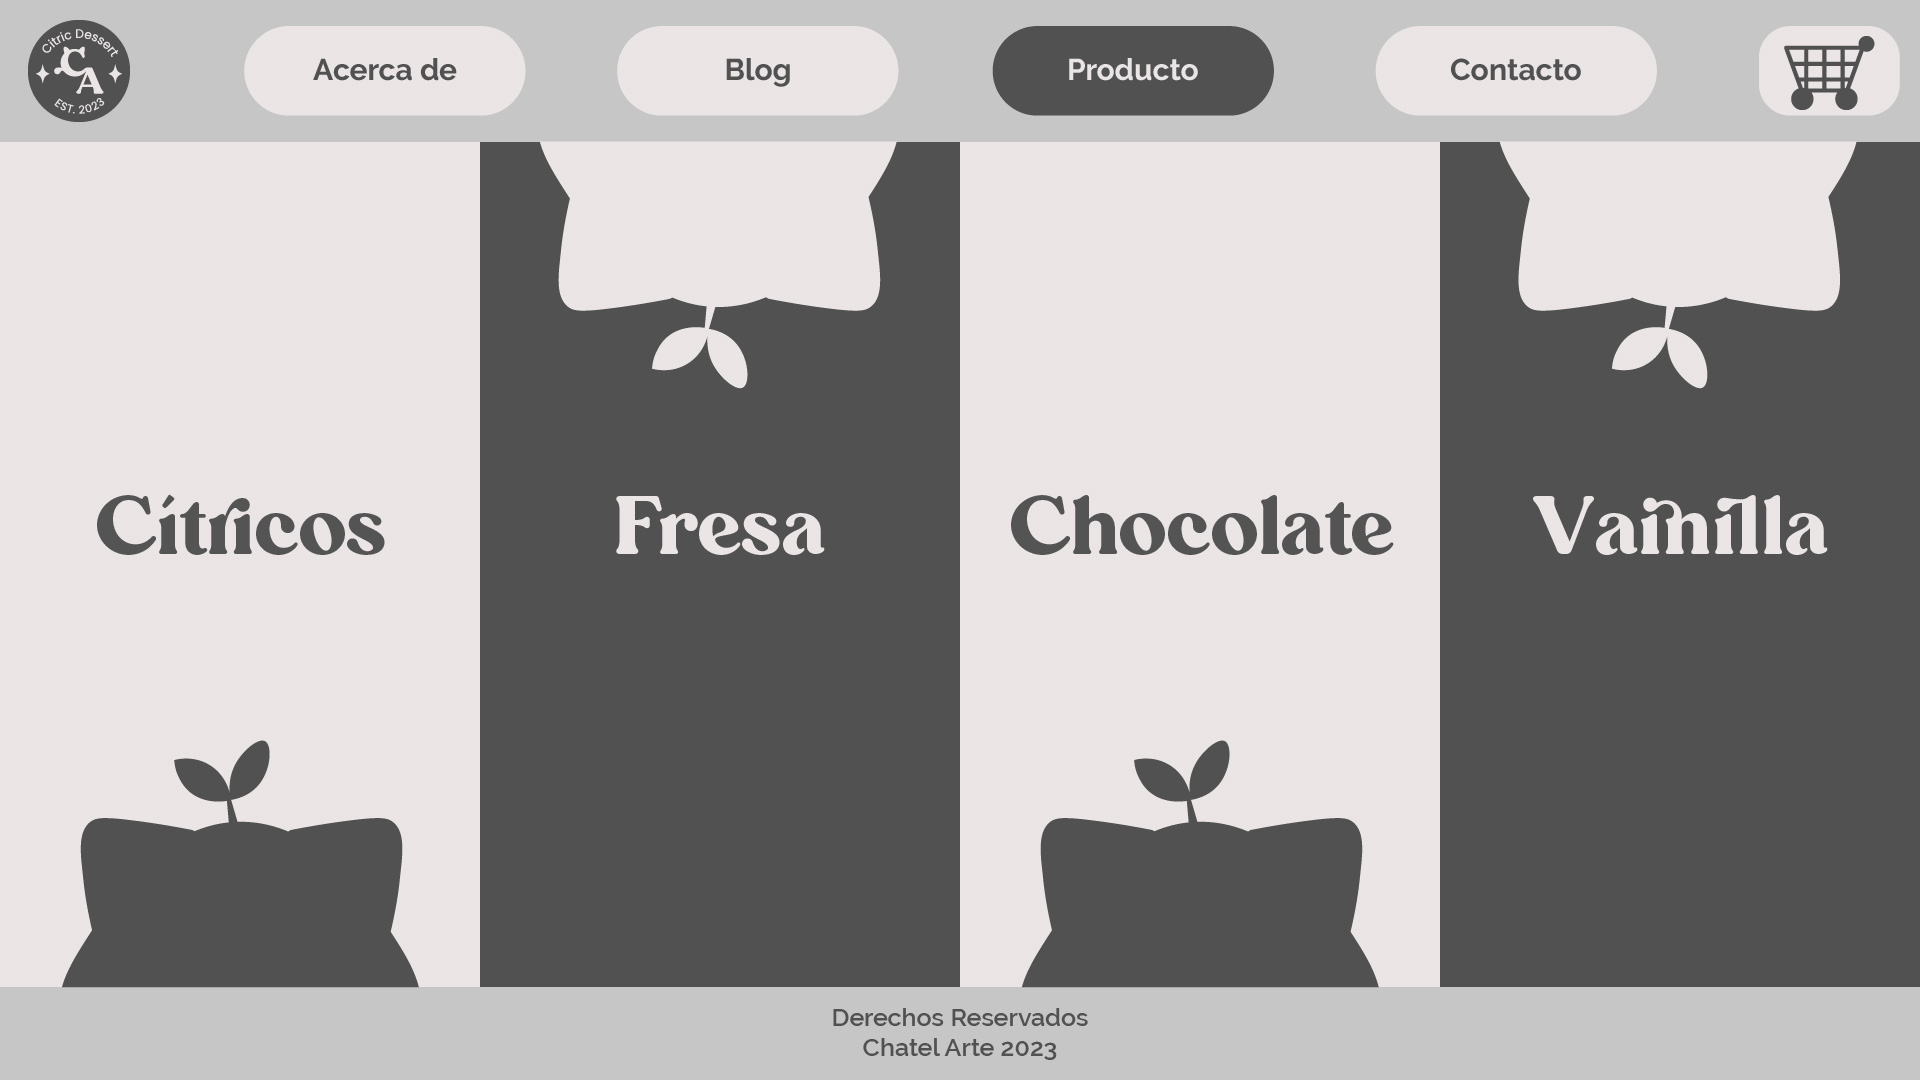 Citric Dessert
CA
EST. 2023
Acerca de
Blog
Producto
Contacto
Cítricos
Fresa
Chocolate
Vainilla
Derechos Reservados
Chatel Arte 2023